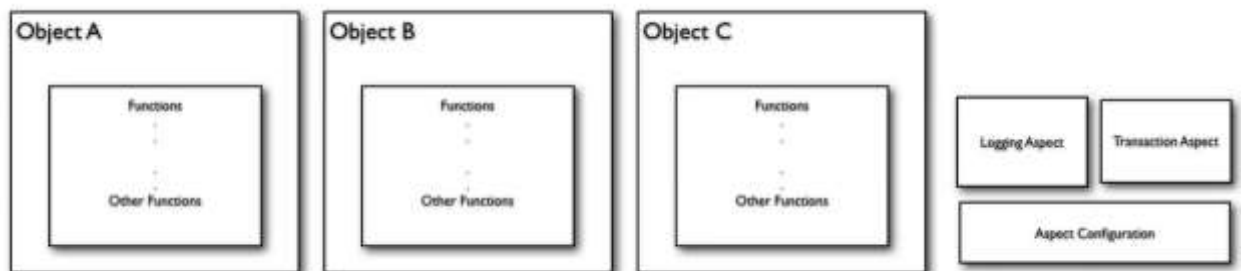 Object A
Functions
Other Functions
Object B
Functions
Other Functions
Object C
Functions
Other Functions
Logging Aspect
Transaction Aspect
Aspect Configuration